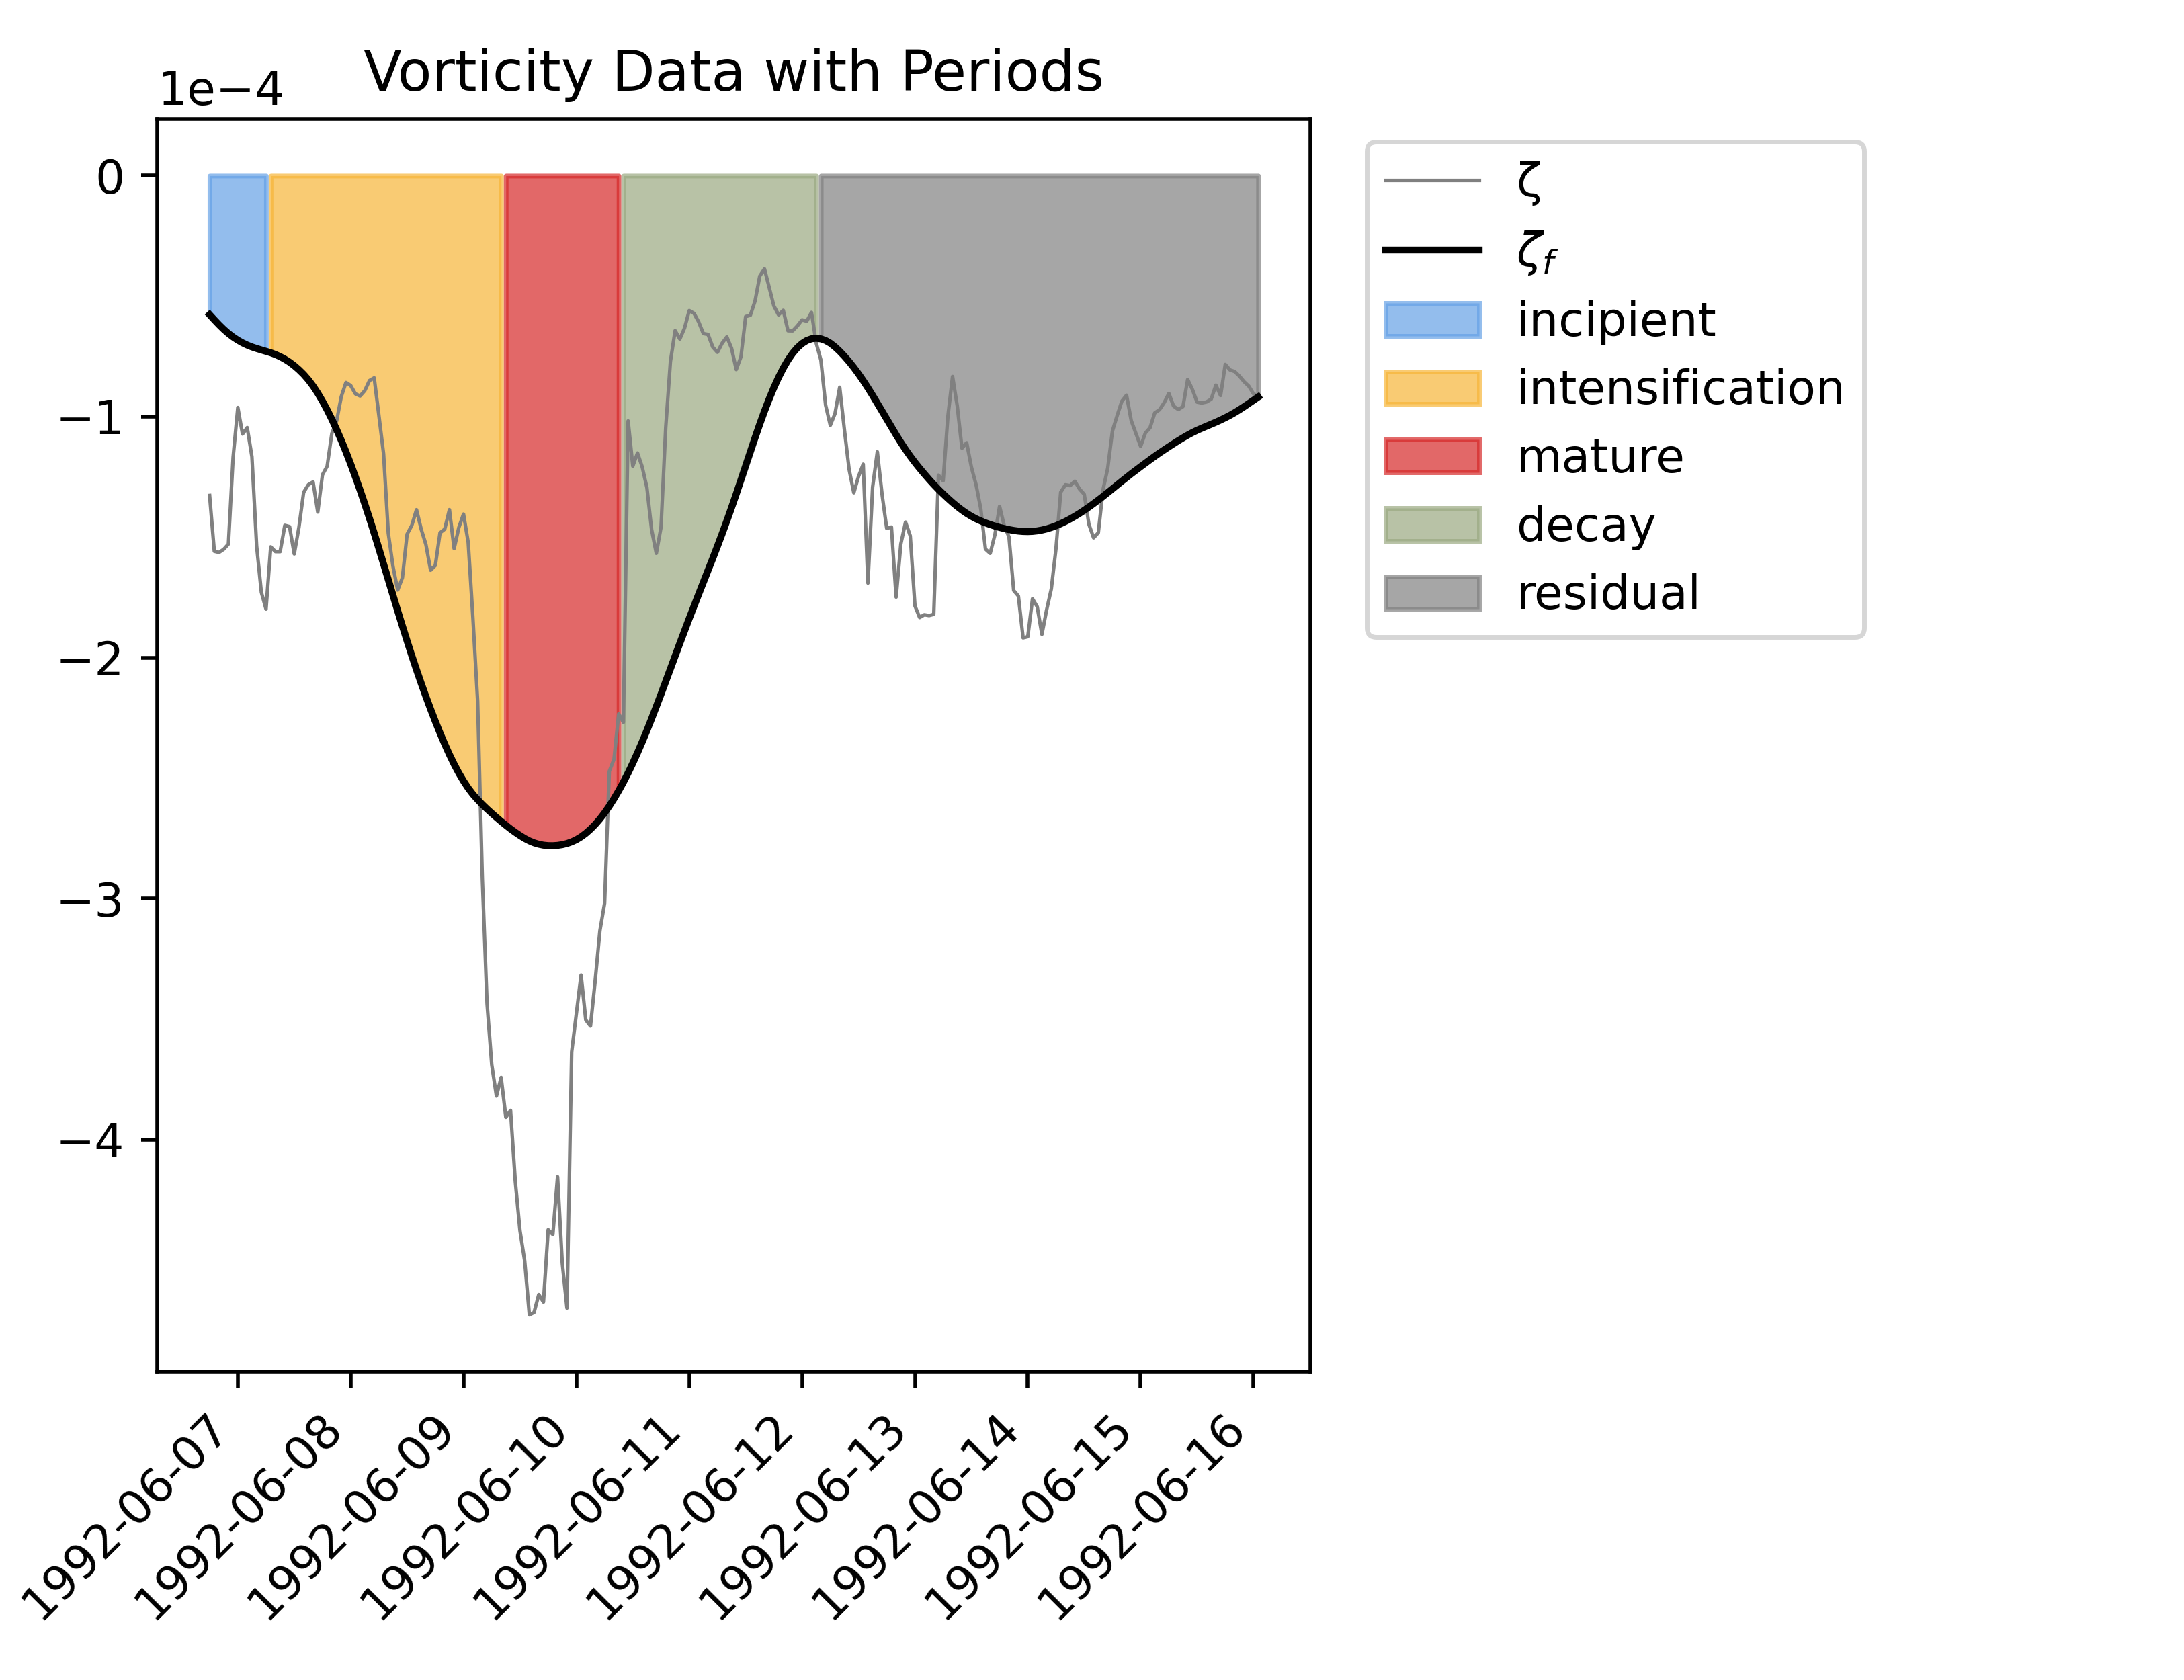 Vorticity Data with Periods
1e−4
0
−1
−2
−3
−4
1992-06-07
1992-06-08
1992-06-09
1992-06-10
1992-06-11
1992-06-12
1992-06-13
1992-06-14
1992-06-15
1992-06-16
ζ
ζf
incipient
intensification
mature
decay
residual